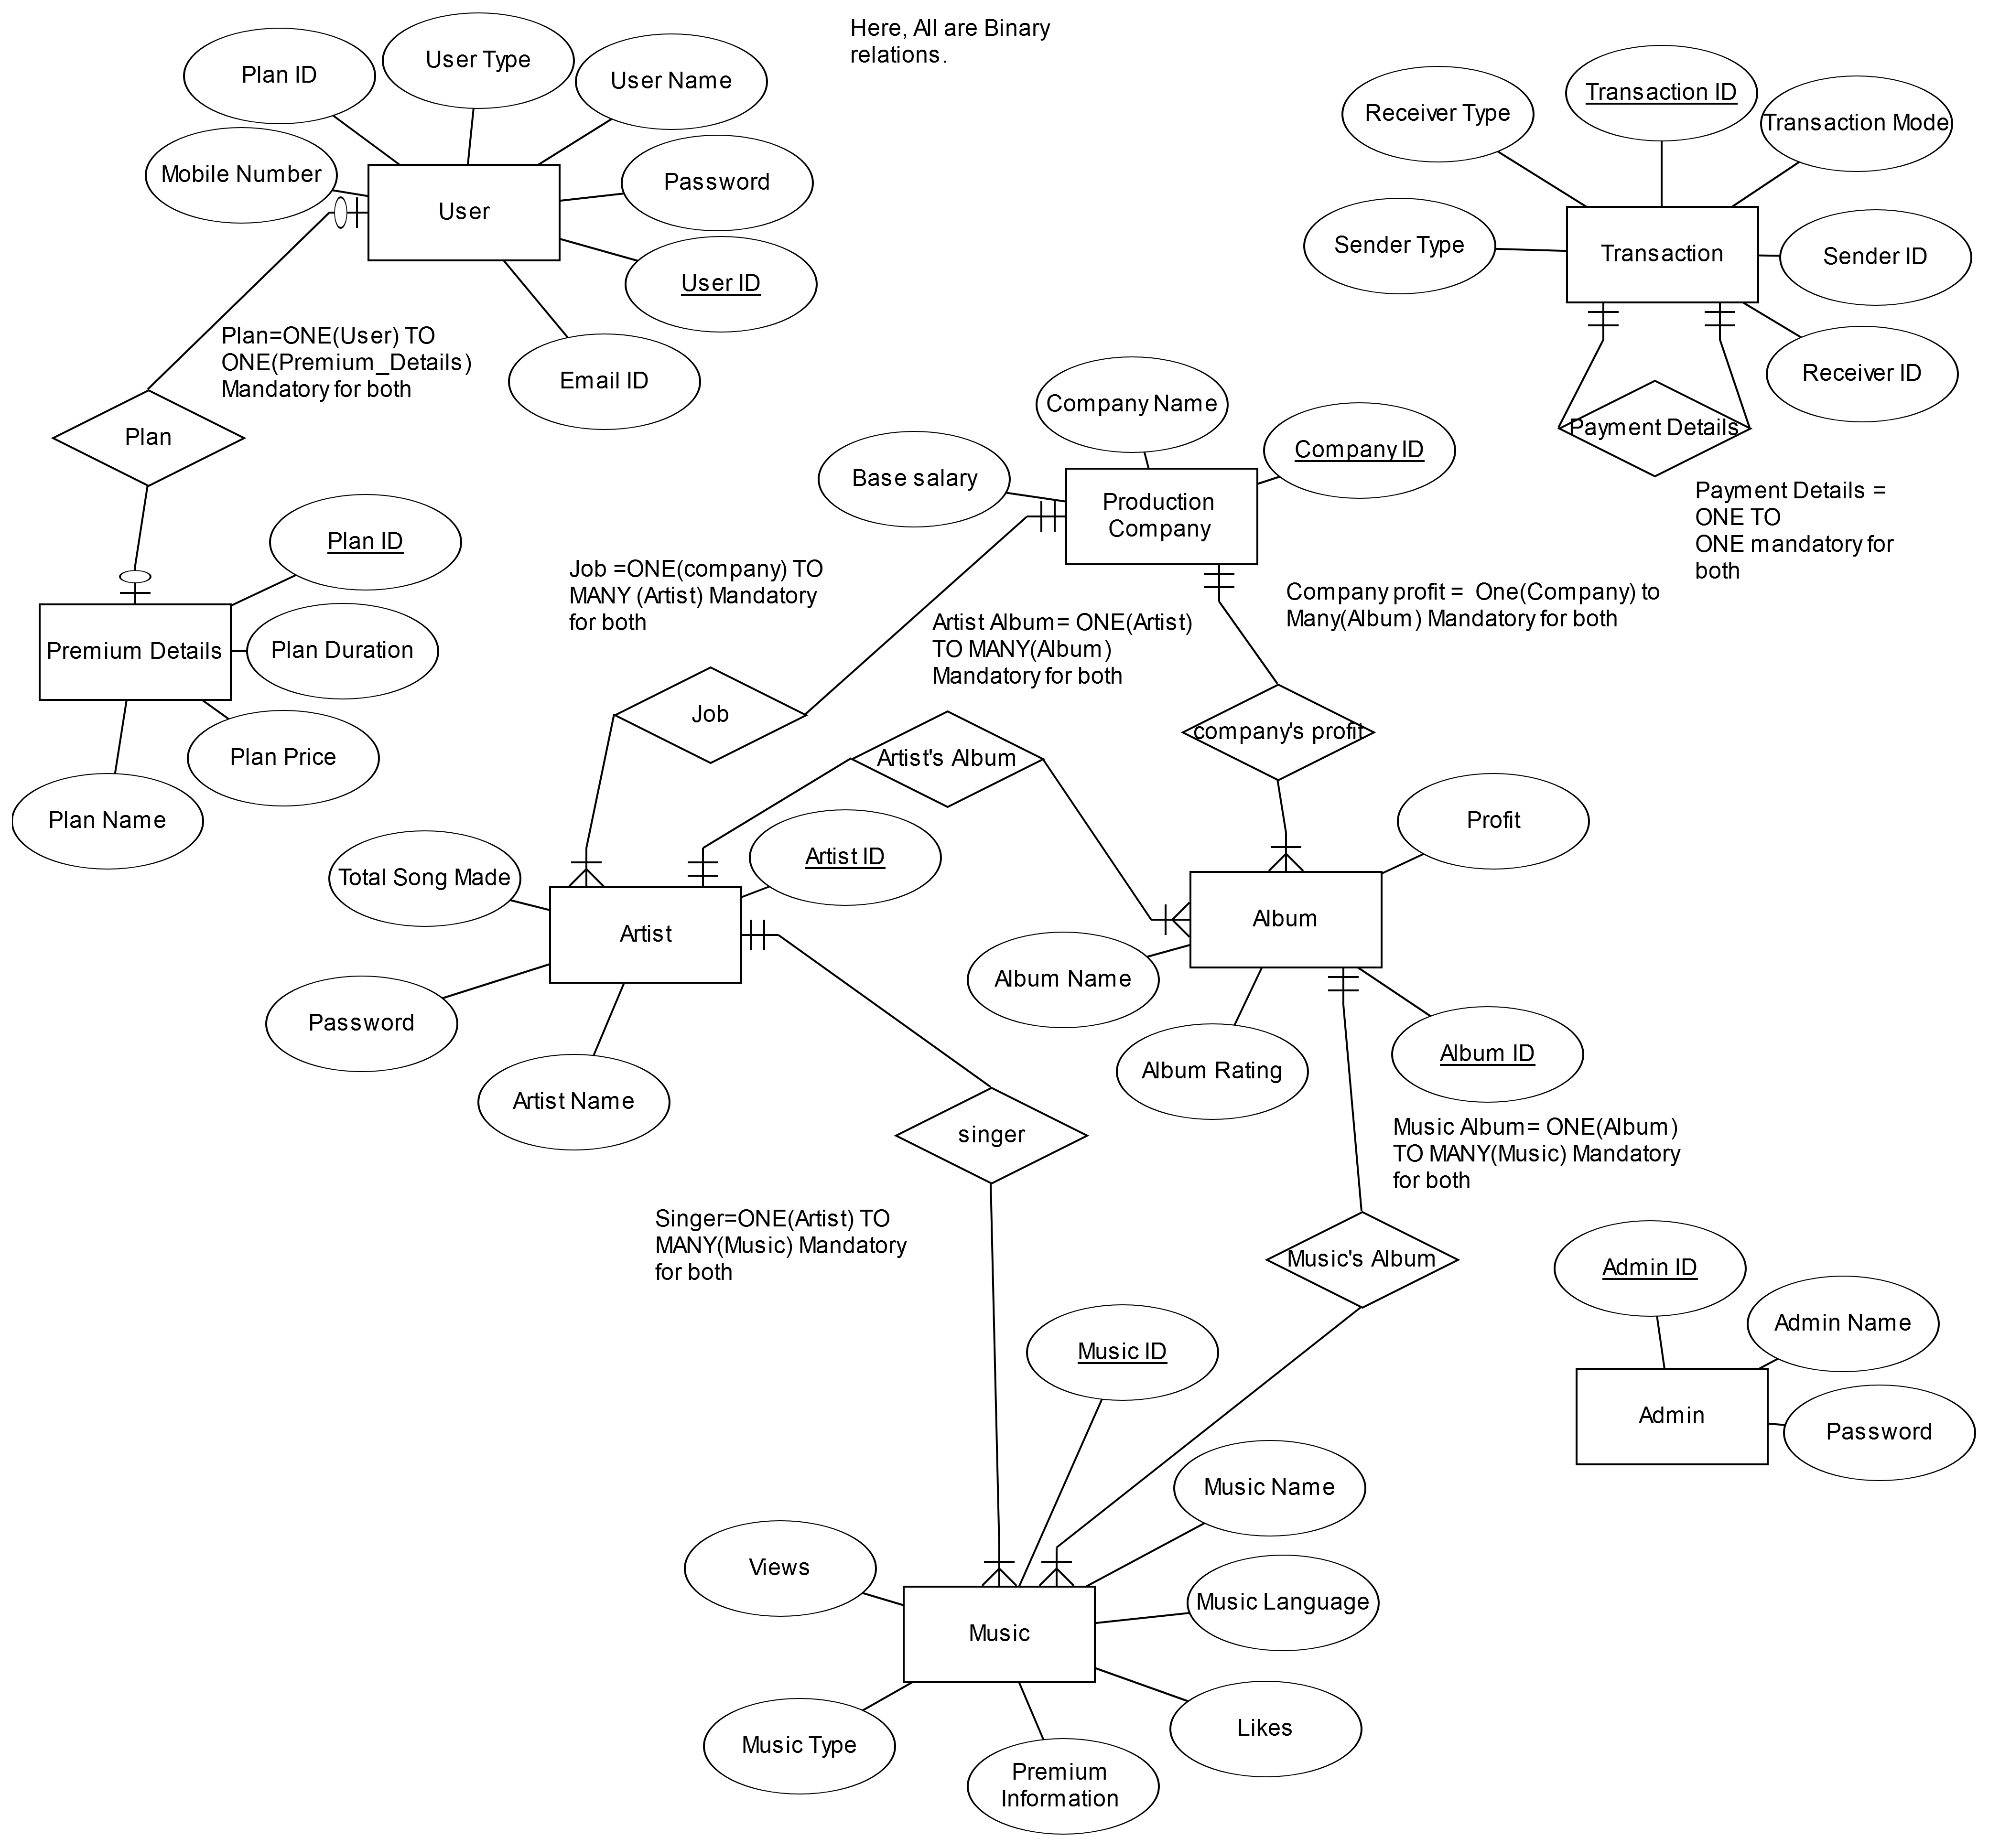 Here, All are Binary
relations.
Plan ID
User Type
User Name
Mobile Number
Password
User
User ID
Email ID
Plan=ONE(User) TO
ONE(Premium_Details)
Mandatory for both
Plan
Plan ID
Premium Details
Plan Duration
Plan Price
Plan Name
Receiver Type
Transaction ID
Transaction Mode
Sender Type
Transaction
Sender ID
Receiver ID
Payment Details
Payment Details =
ONE TO
ONE mandatory for
both
Company Name
Company ID
Base salary
Production
Company
Job =ONE(company) TO
MANY (Artist) Mandatory
for both
Artist Album= ONE(Artist)
TO MANY(Album)
Mandatory for both
Company profit =  One(Company) to
Many(Album) Mandatory for both
Job
Artist's Album
company's profit
Total Song Made
Artist ID
Artist
Password
Artist Name
Profit
Album
Album Name
Album Rating
Album ID
singer
Singer=ONE(Artist) TO
MANY(Music) Mandatory
for both
Music Album= ONE(Album)
TO MANY(Music) Mandatory
for both
Music's Album
Admin ID
Admin Name
Admin
Password
Music ID
Music Name
Views
Music Language
Music
Likes
Music Type
Premium
Information